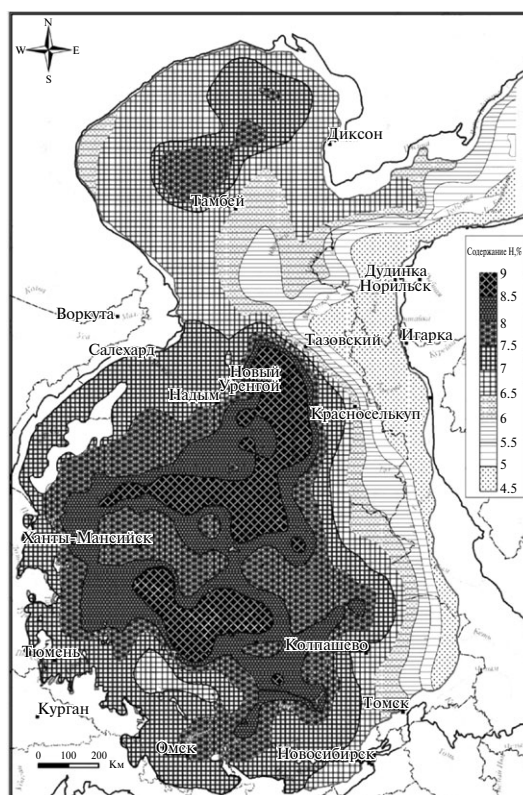 N
W E
S
Диксон
Тамбей
Содержание H,%
9
8.5
8
7.5
7
6.5
6
5.5
5
4.5
Дудинка
Норильск
Воркута
Игарка
Тазовский
Салехард
Новый
Уренгой
Надым
Красноселькуп
Ханты-Мансийск
Колпашево
Тюмень
Томск
Курган
Омск
Новосибирск
0 100 200
Км